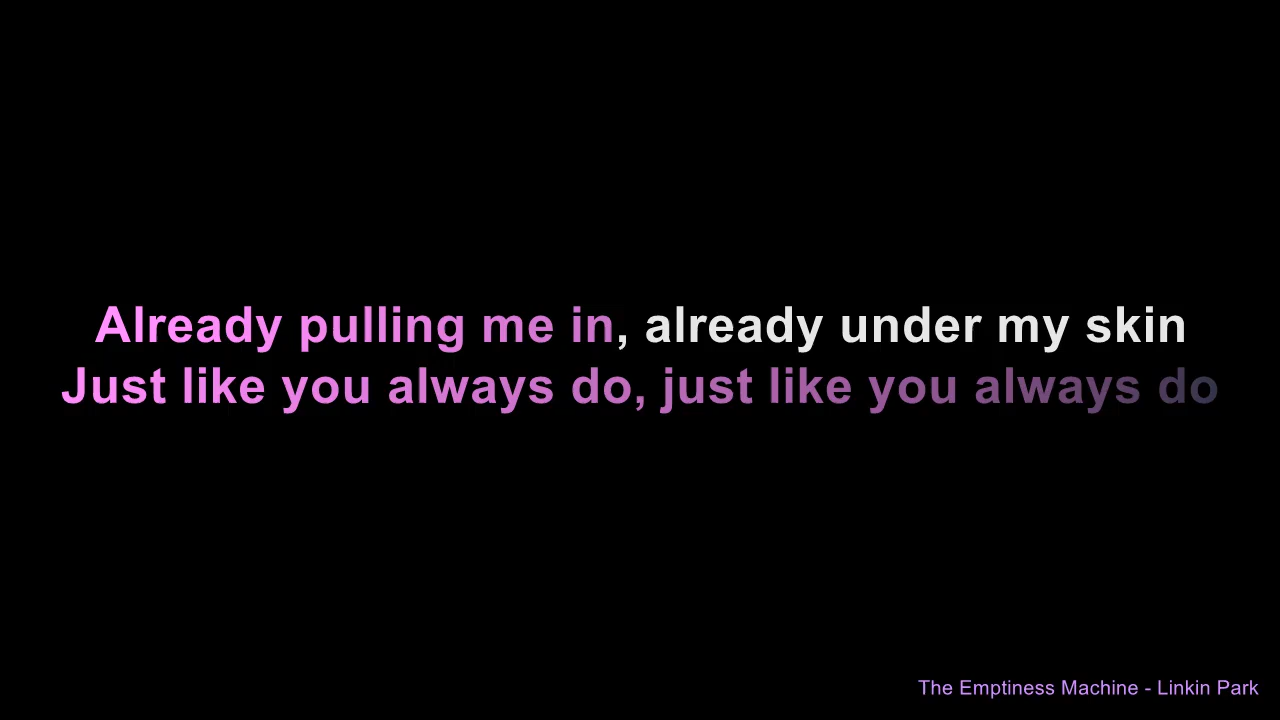 Already pulling me in, already under my skin
Just like you always do, just like you always do
The Emptiness Machine - Linkin Park